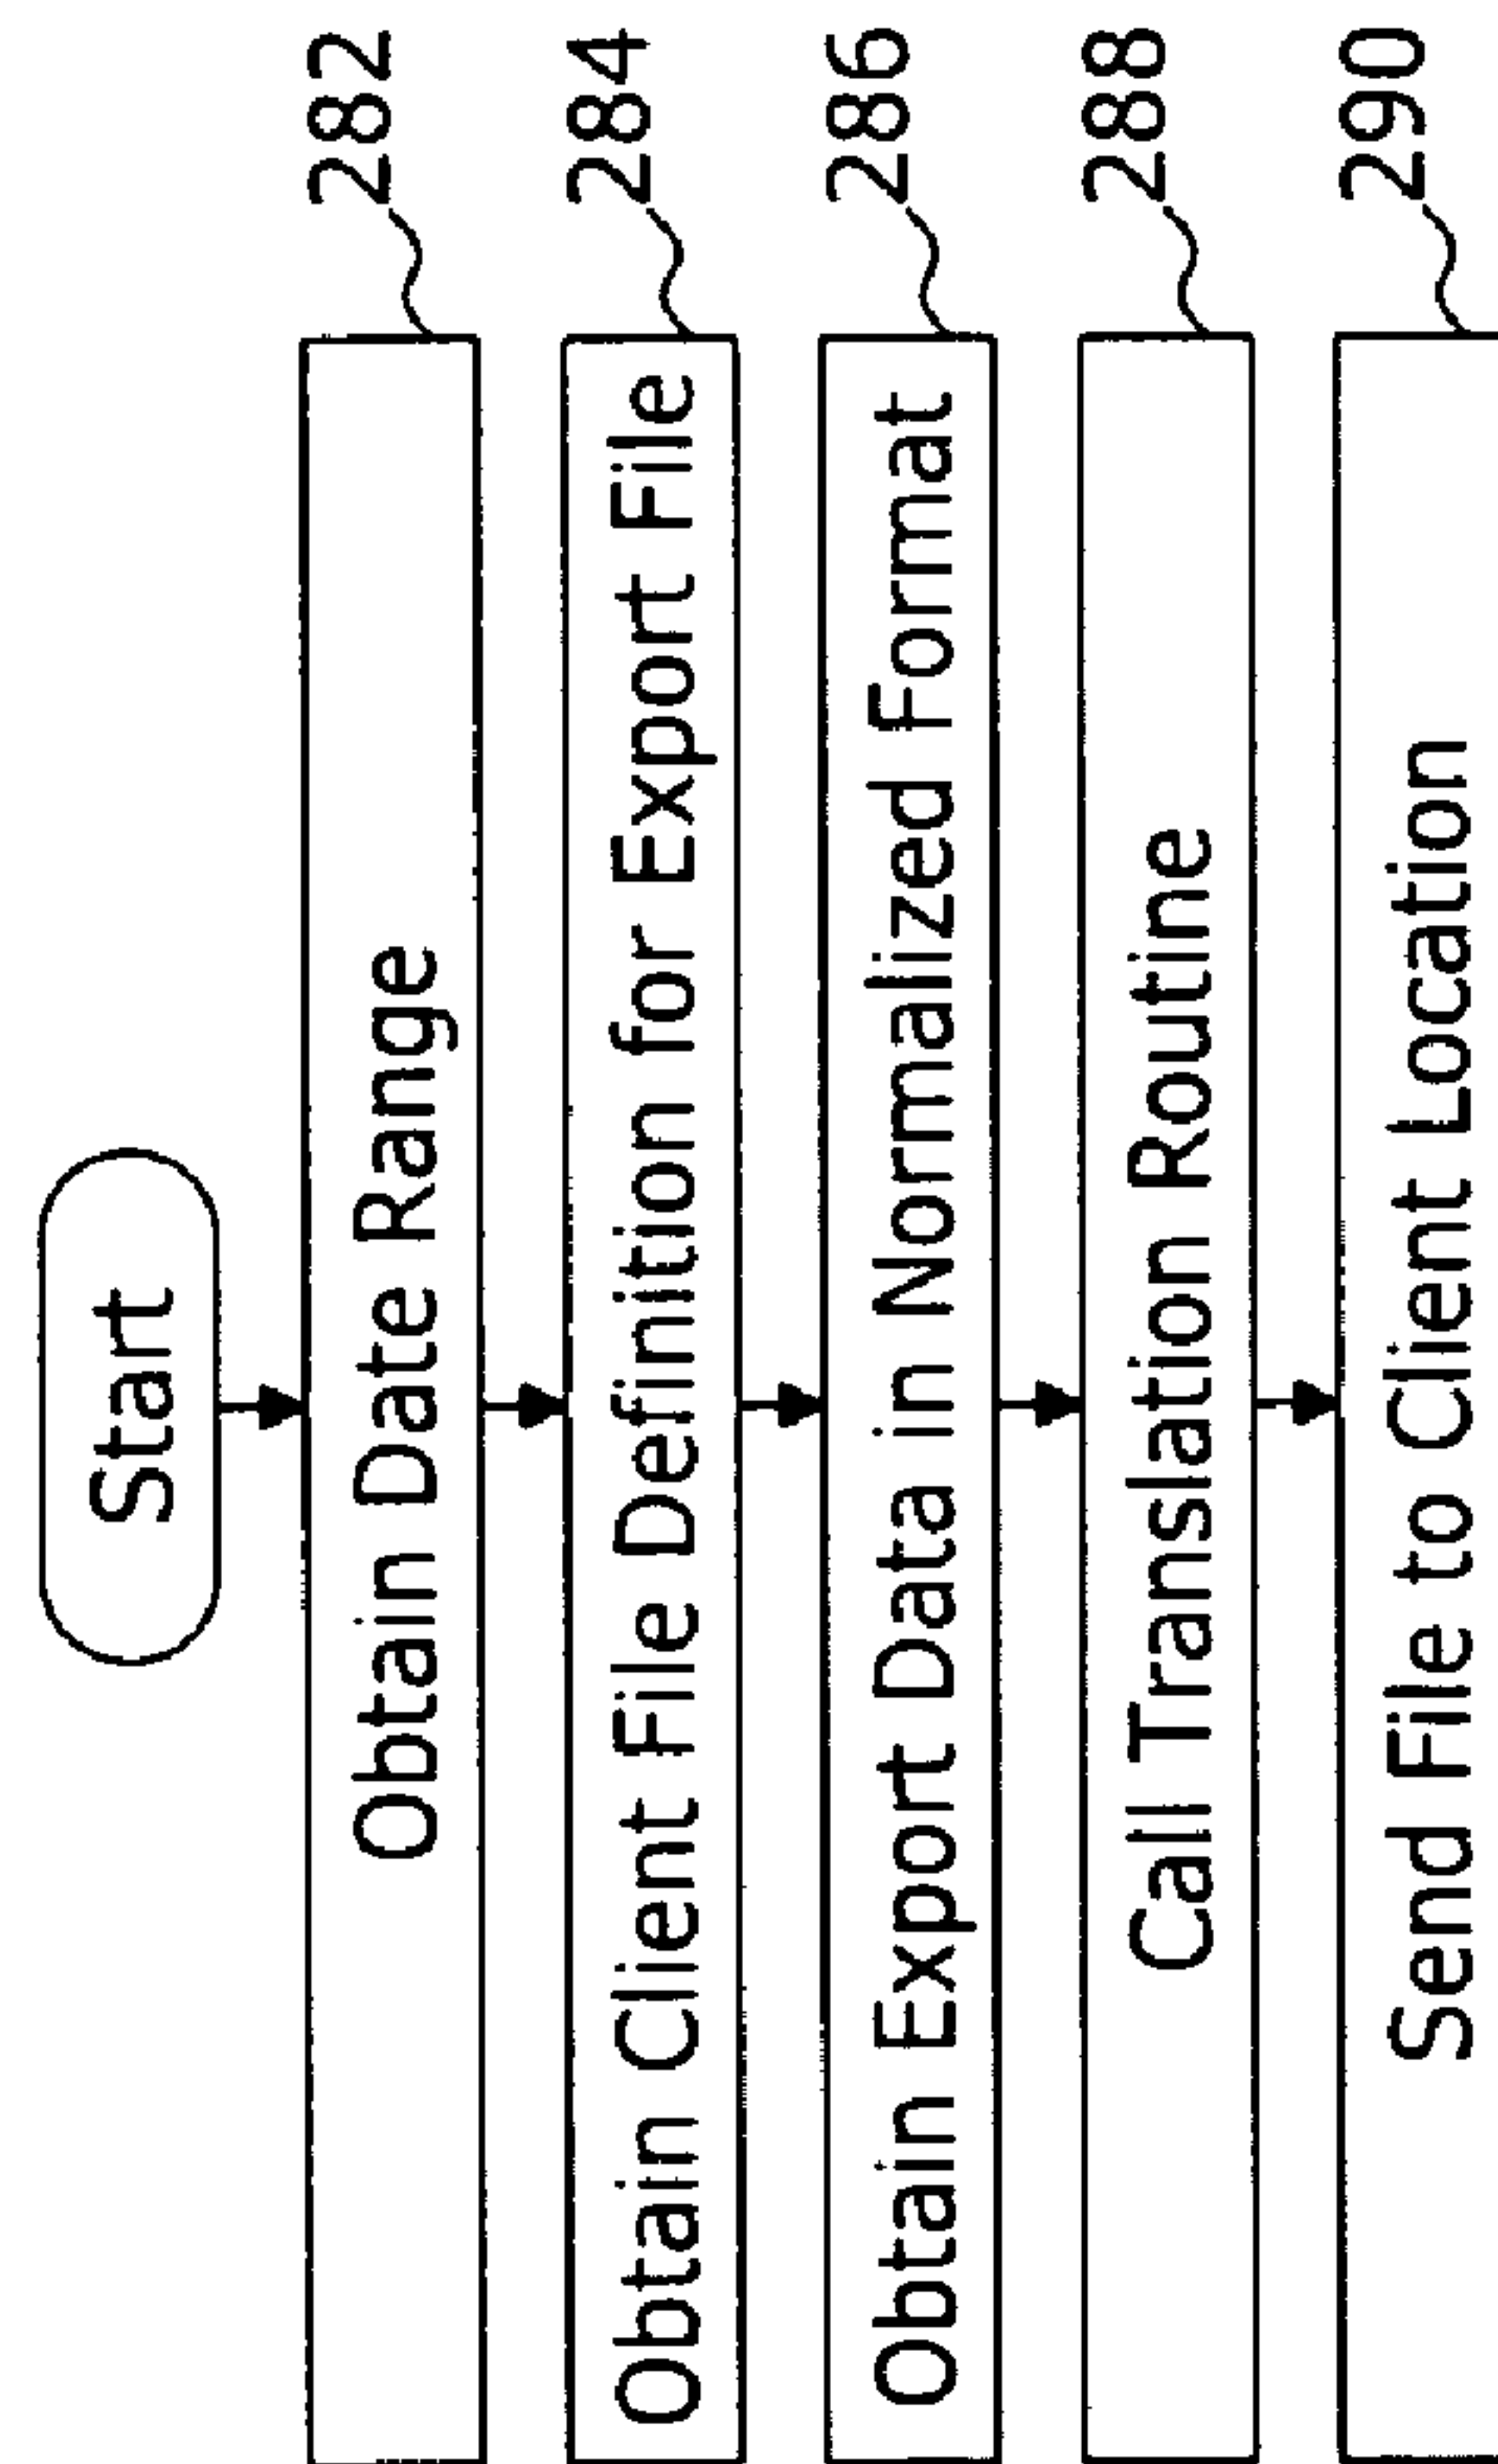 Start
Obtain Date Range
282
Obtain Client File Definition for Export File
284
Obtain Export Data in Normalized Format
286
Call Translation Routine
288
Send File to Client Location
290